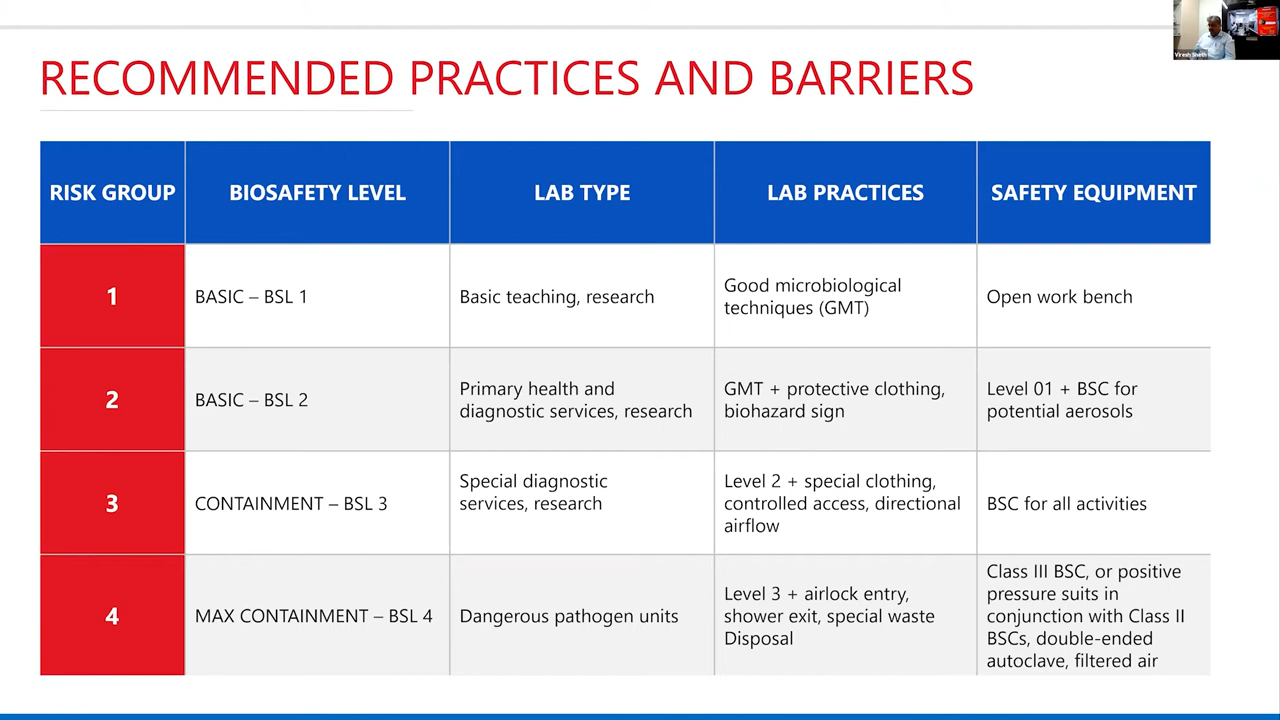 RECOMMENDED PRACTICES AND BARRIERS
Viresh Sheth
RISK GROUP
BIOSAFETY LEVEL
LAB TYPE
LAB PRACTICES
SAFETY EQUIPMENT
1
BASIC – BSL 1
Basic teaching, research
Good microbiological
techniques (GMT)
Open work bench
2
BASIC – BSL 2
Primary health and
diagnostic services, research
GMT + protective clothing,
biohazard sign
Level 01 + BSC for
potential aerosols
3
CONTAINMENT – BSL 3
Special diagnostic
services, research
Level 2 + special clothing,
controlled access, directional
airflow
BSC for all activities
4
MAX CONTAINMENT – BSL 4
Dangerous pathogen units
Level 3 + airlock entry,
shower exit, special waste
Disposal
Class III BSC, or positive
pressure suits in
conjunction with Class II
BSCs, double-ended
autoclave, filtered air